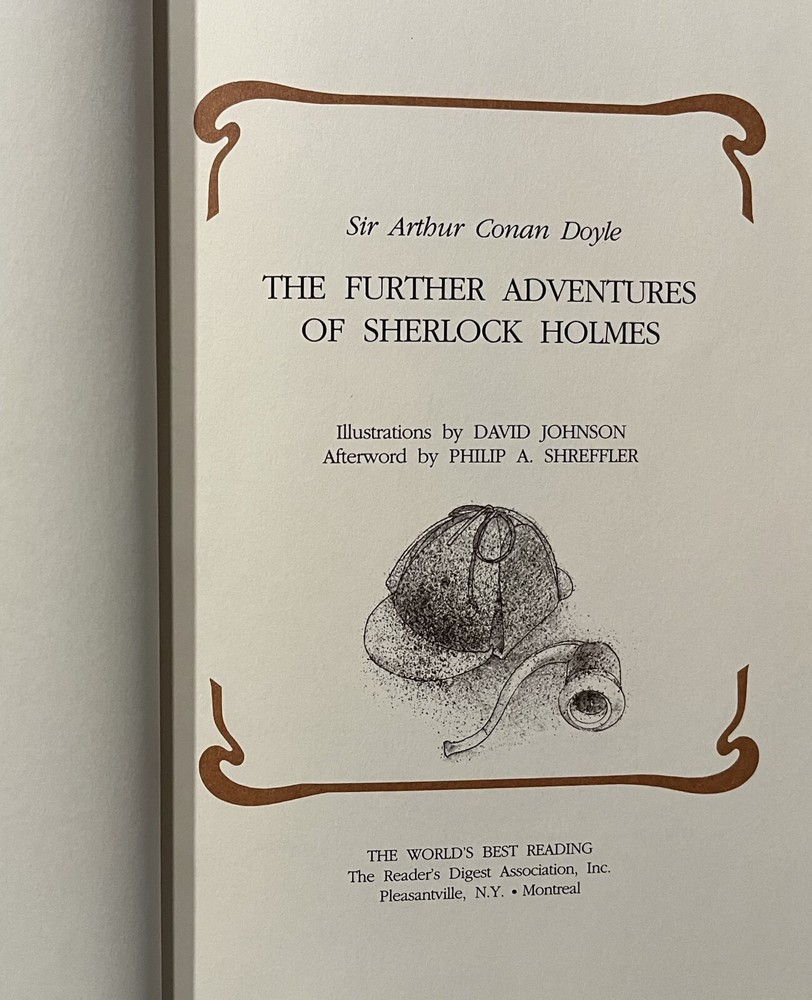 Sir Arthur Conan Doyle
THE FURTHER ADVENTURES
OF SHERLOCK HOLMES
Illustrations by DAVID JOHNSON
Afterword by PHILIP A. SHREFFLER
THE WORLD'S BEST READING
The Reader's Digest Association, Inc.
Pleasantville, N.Y. • Montreal